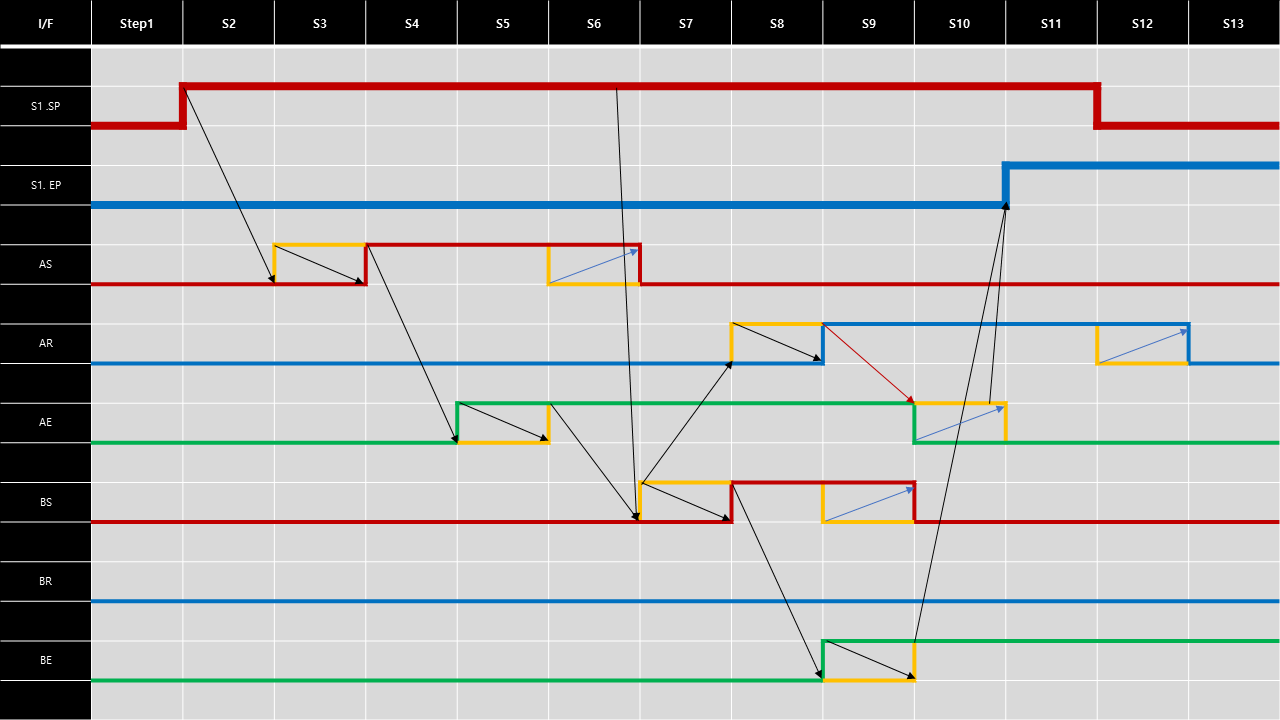 I/F Step1 S2 S3 S4 S5 S6 S7 S8 S9 S10 S11 S12 S13
S1 .SP
S1. EP
AS
AR
AE
BS
BR
BE